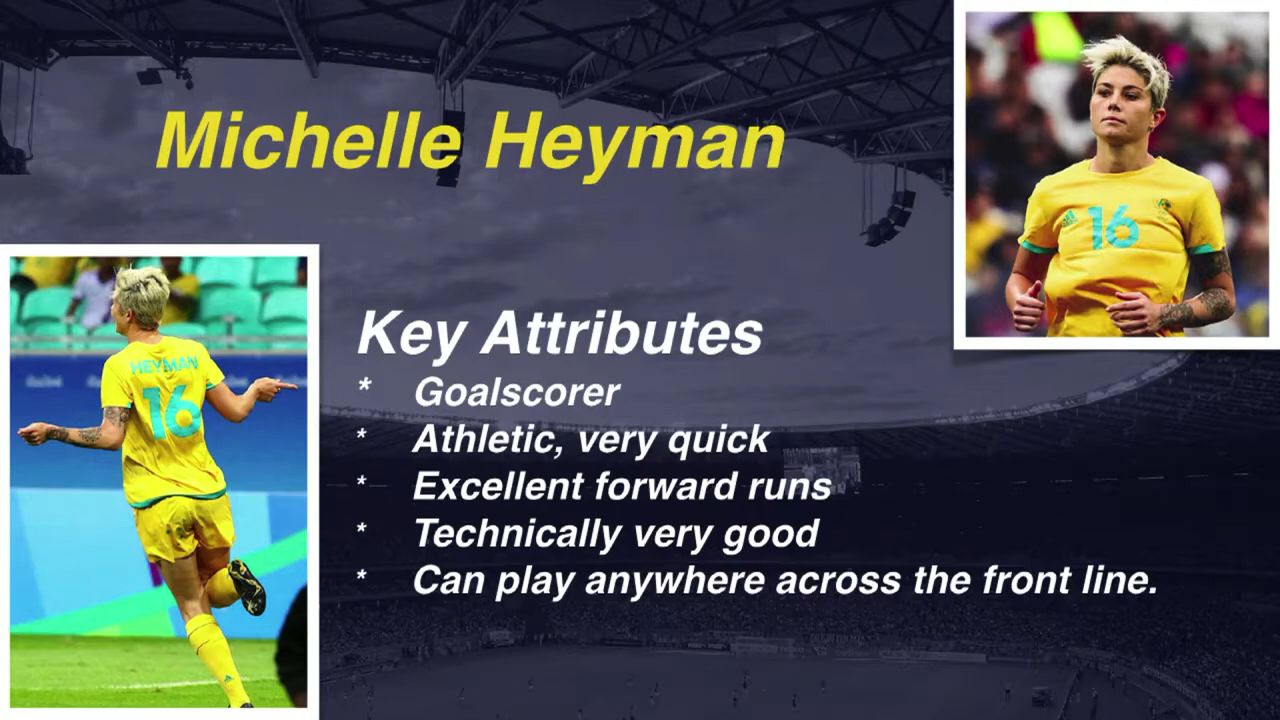 Michelle Heyman
16
HEYMAN
16
Key Attributes
* Goalscorer
* Athletic, very quick
* Excellent forward runs
* Technically very good
* Can play anywhere across the front line.